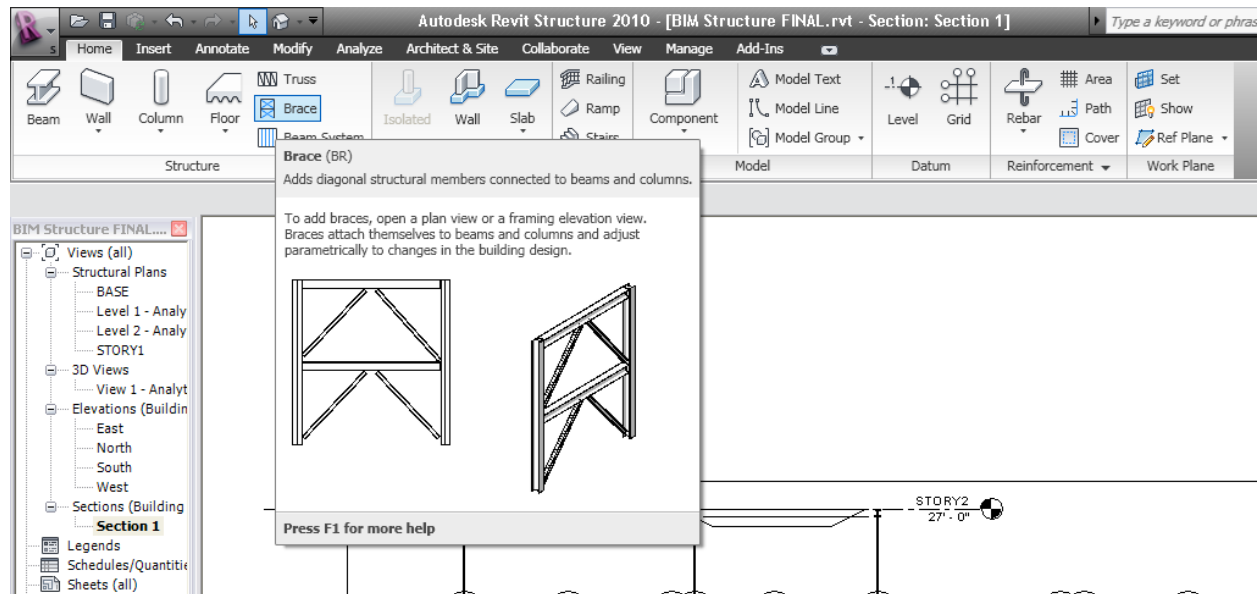 Autodesk Revit Structure 2010 - [BIM Structure FINAL.rvt - Section: Section 1]
Type a keyword or phras
Home Insert Annotate Modify Analyze Architect & Site Collaborate View Manage Add-Ins
Beam Wall Column Floor
Truss
Brace
Beam System
Isolated Wall Slab
Railing
Ramp
Stairs
Component
Model Text
Model Line
Model Group
Level Grid
Rebar
Area
Path
Cover
Set
Show
Ref Plane
Structure Model Datum Reinforcement Work Plane
Brace (BR)
Adds diagonal structural members connected to beams and columns.
To add braces, open a plan view or a framing elevation view.
Braces attach themselves to beams and columns and adjust
parametrically to changes in the building design.
Press F1 for more help
BIM Structure FINAL....
Views (all)
Structural Plans
BASE
Level 1 - Analy
Level 2 - Analy
STORY1
3D Views
View 1 - Analyt
Elevations (Buildin
East
North
South
West
Sections (Building
Section 1
Legends
Schedules/Quantitie
Sheets (all)
STORY2
27' - 0"